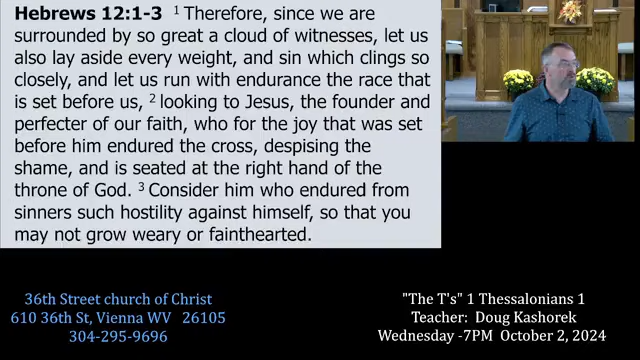 Hebrews 12:1-3 1 Therefore, since we are
surrounded by so great a cloud of witnesses, let us
also lay aside every weight, and sin which clings so
closely, and let us run with endurance the race that
is set before us, 2 looking to Jesus, the founder and
perfecter of our faith, who for the joy that was set
before him endured the cross, despising the
shame, and is seated at the right hand of the
throne of God. 3 Consider him who endured from
sinners such hostility against himself, so that you
may not grow weary or fainthearted.
36th Street church of Christ
610 36th St, Vienna WV 26105
304-295-9696
"The T's" 1 Thessalonians 1
Teacher: Doug Kashorek
Wednesday -7PM October 2, 2024